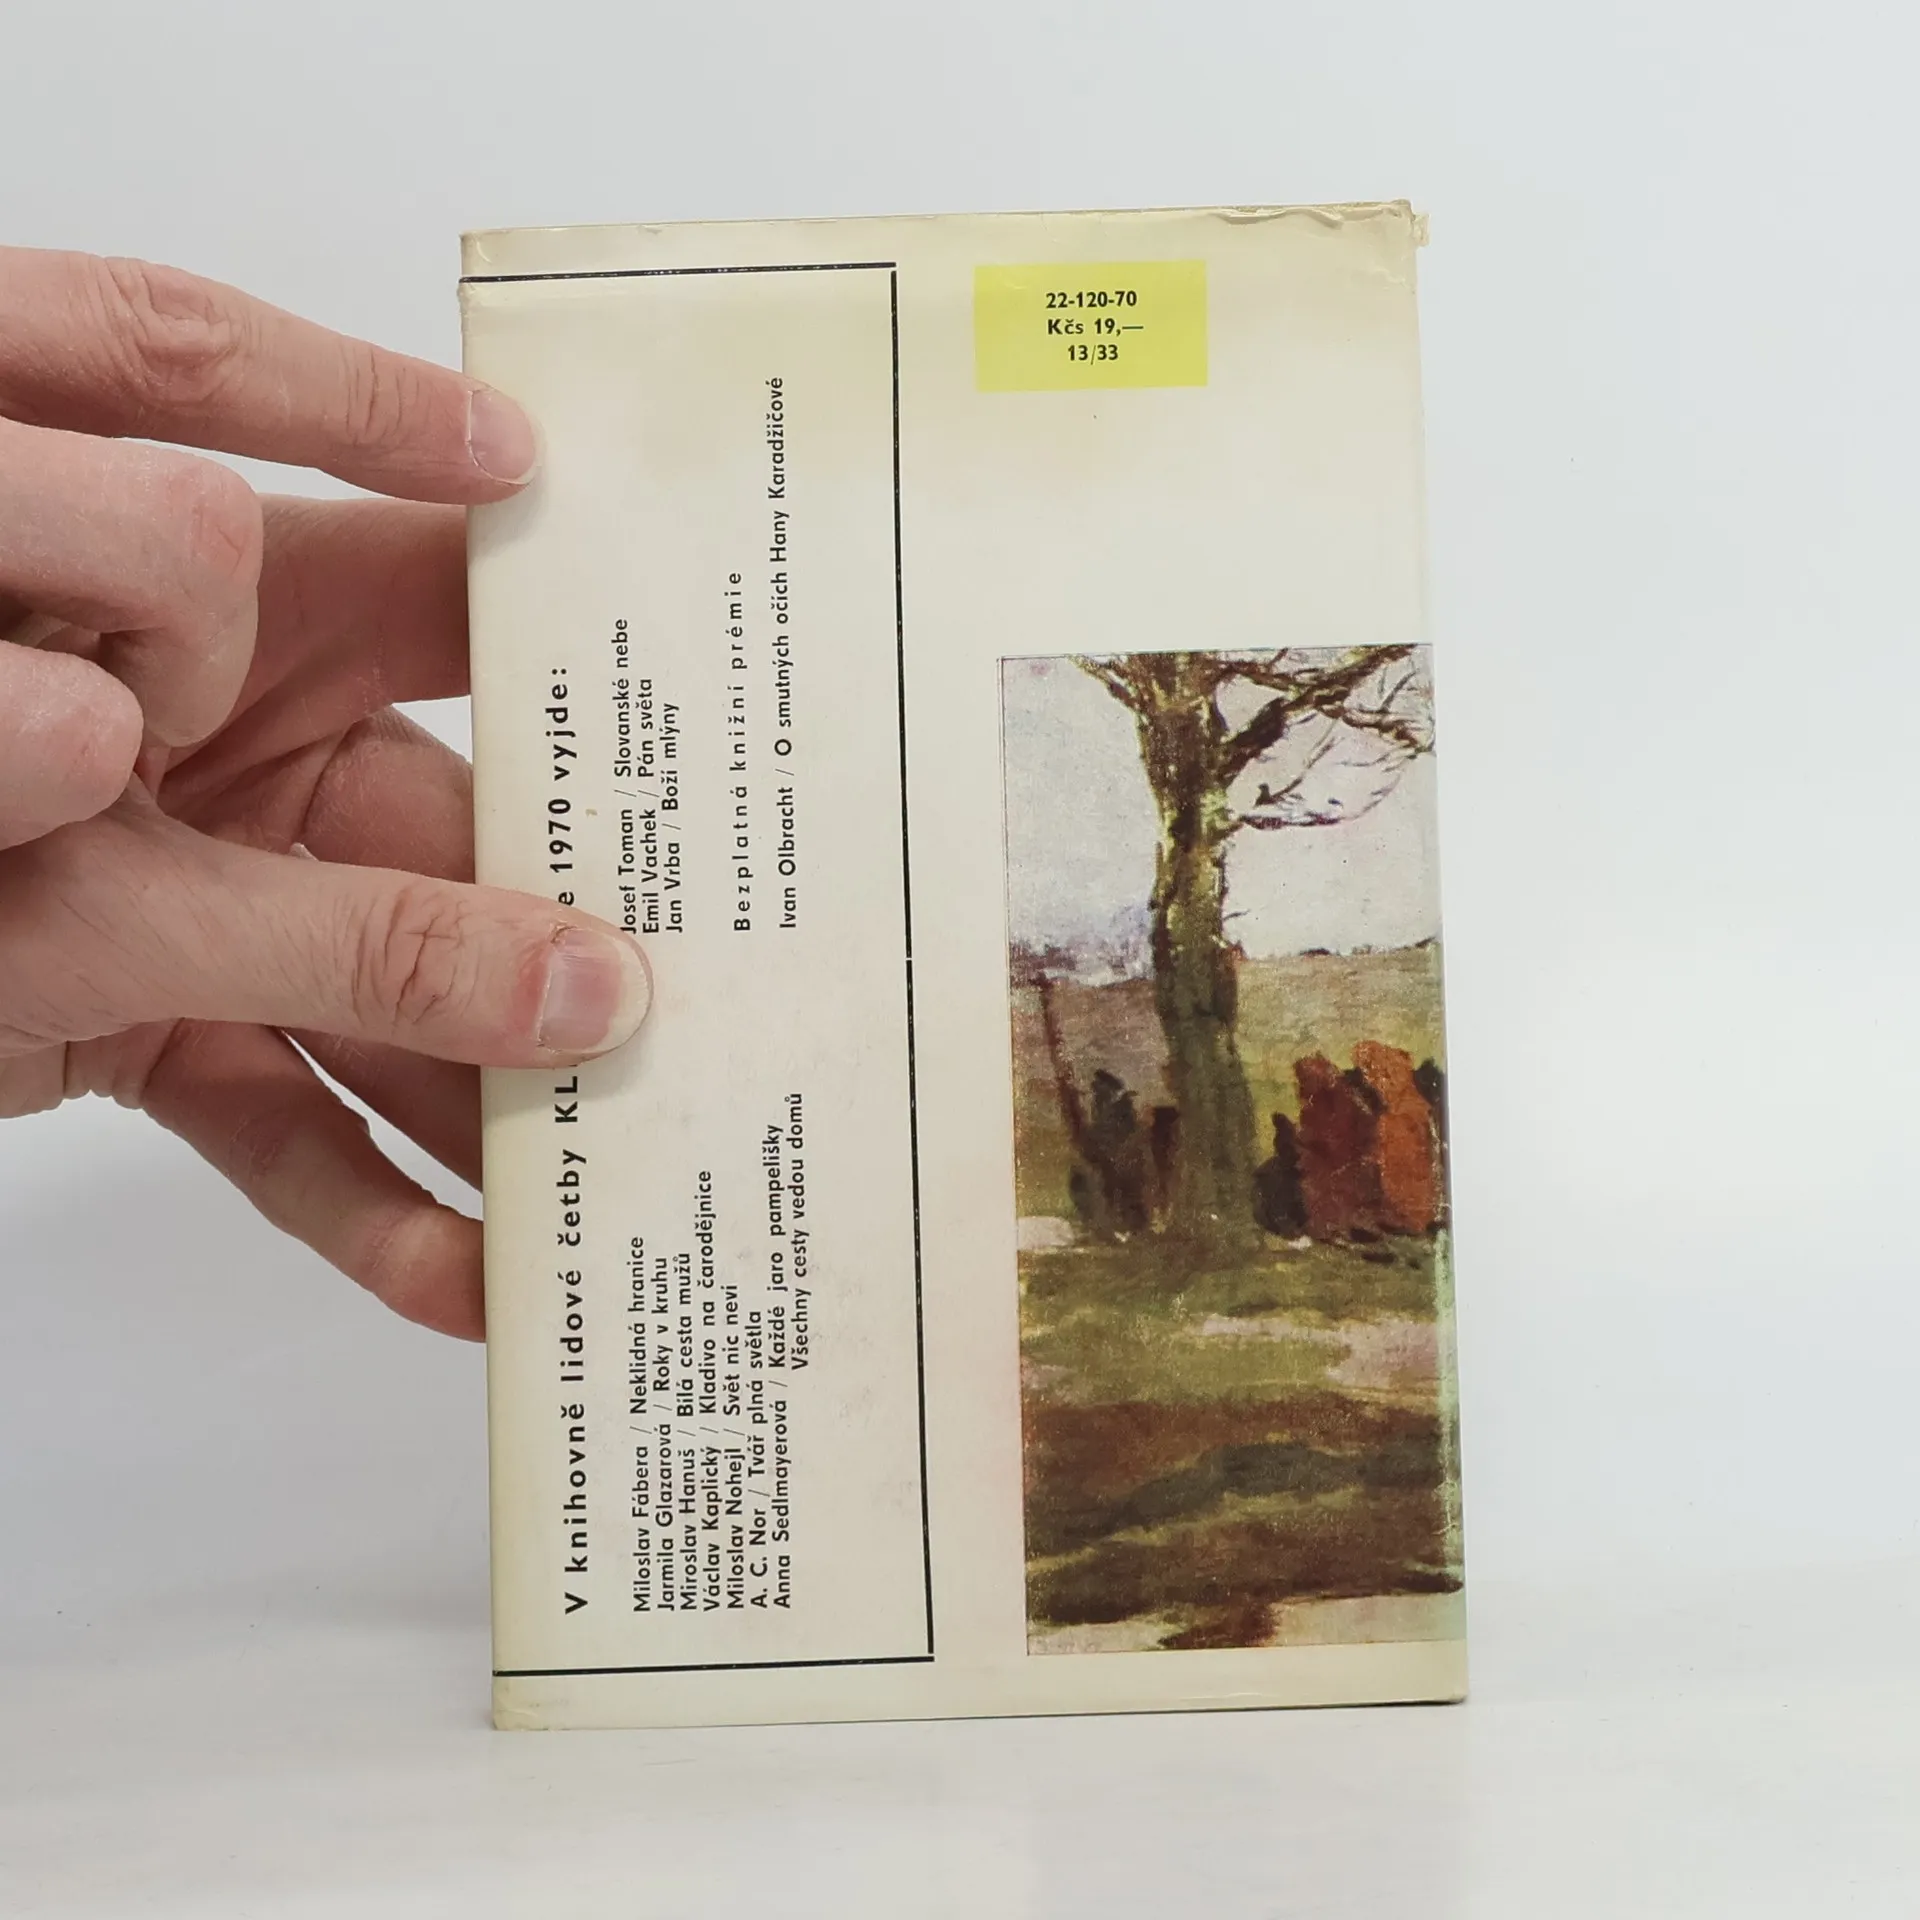 22-120-70
Kčs 19,—
13/33
V knihovně lidové četby KL e 1970 vyjde:
Miloslav Fábera / Neklidná hranice
Jarmila Glazarová / Roky v kruhu
Miroslav Hanuš / Bílá cesta mužů
Václav Kaplický / Kladivo na čarodějnice
Miloslav Nohejl / Svět nic neví
A. C. Nor / Tvář plná světla
Anna Sedlmayerová / Každé jaro pampelišky
Všechny cesty vedou domů
Josef Toman / Slovanské nebe
Emil Vachek / Pán světa
Jan Vrba / Boží mlýny
Bezplatná knižní prémie
Ivan Olbracht / O smutných očích Hany Karadžičové